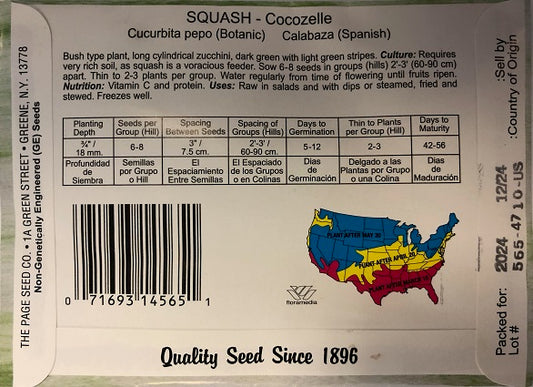 SQUASH - Cocozelle
Cucurbita pepo (Botanic) Calabaza (Spanish)
Bush type plant, long cylindrical zucchini, dark green with light green stripes. Culture: Requires
very rich soil, as squash is a voracious feeder. Sow 6-8 seeds in groups (hills) 2'-3' (60-90 cm)
apart. Thin to 2-3 plants per group. Water regularly from time of flowering until fruits ripen.
Nutrition: Vitamin C and protein. Uses: Raw in salads and with dips or steamed, fried and
stewed. Freezes well.
Planting Depth Seeds per Group (Hill) Spacing Between Seeds Spacing of Groups (Hills) Days to Germination Thin to Plants per Group (Hill) Days to Maturity
¾" / 18 mm. 6-8 3" / 7.5 cm. 2'-3' / 60-90 cm. 5-12 2-3 42-56
Profundidad de Siembra Semillas por Grupo o Hill El Espaciamiento Entre Semillas El Espaciado de los Grupos o en Colinas Dias de Germinación Delgado a las Plantas por Grupo o una Colina Dias de Maduración
0 71693 14565 1
floramedia
PLANT AFTER MAY 30
PLANT AFTER APRIL 20
PLANT AFTER MARCH 15
Quality Seed Since 1896
THE PAGE SEED CO. • 1A GREEN STREET • GREENE, N.Y. 13778
Non-Genetically Engineered (GE) Seeds
Packed for: 2024 12/24 :Sell by
Lot# 565-4710-US :Country of Origin